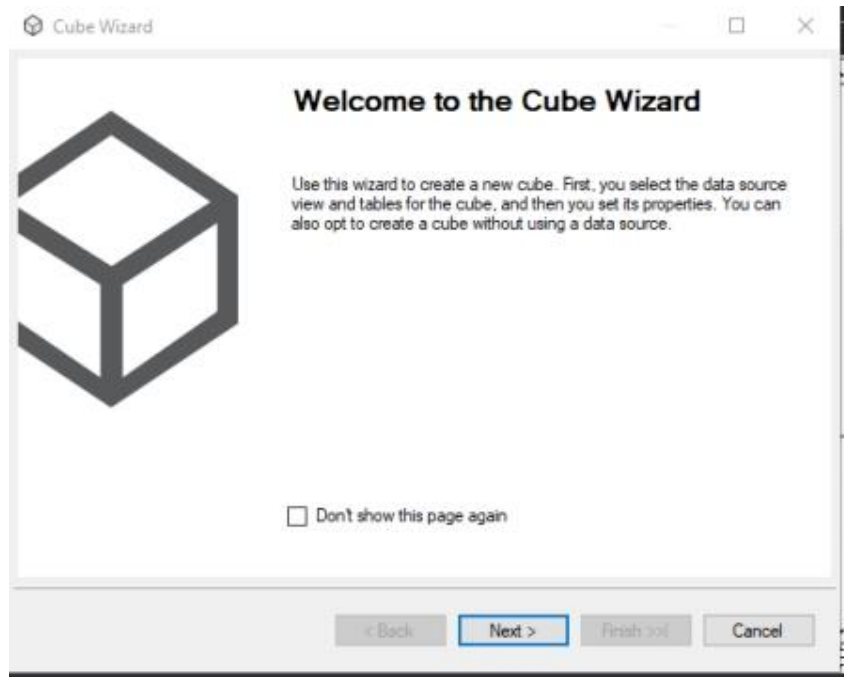 Cube Wizard
Welcome to the Cube Wizard
Use this wizard to create a new cube. First, you select the data source
view and tables for the cube, and then you set its properties. You can
also opt to create a cube without using a data source.
Don't show this page again
< Back
Next >
Finish >>|
Cancel